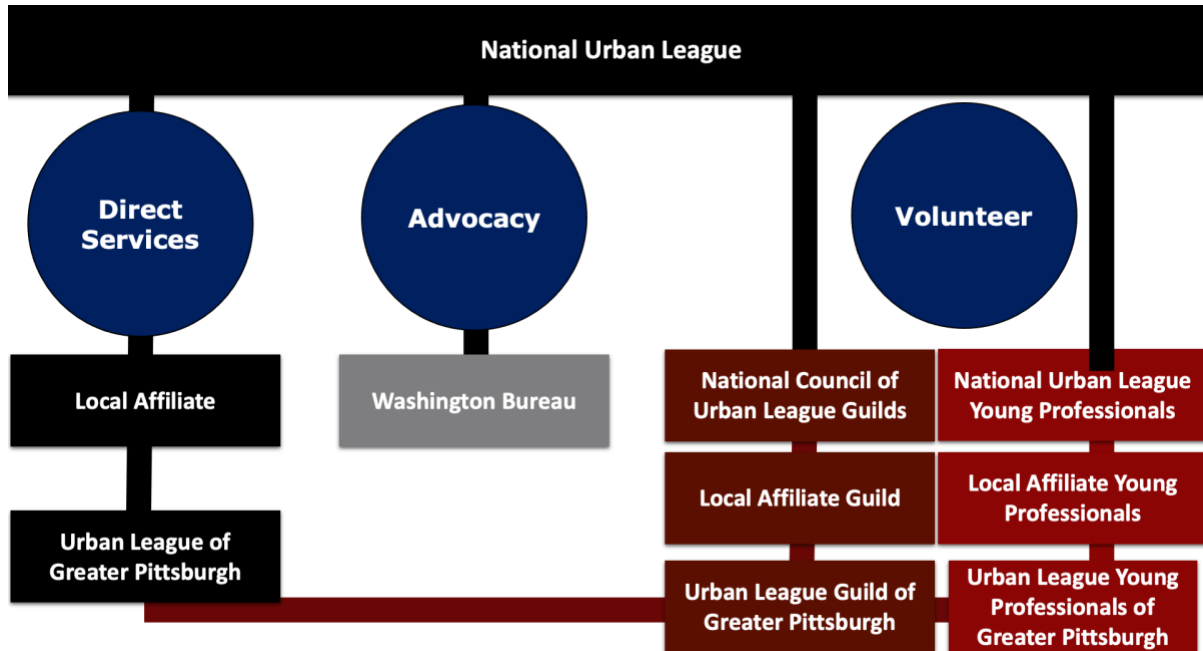 National Urban League
Direct
Services
Advocacy
Volunteer
Local Affiliate
Washington Bureau
National Council of
Urban League Guilds
National Urban League
Young Professionals
Local Affiliate Guild
Local Affiliate Young
Professionals
Urban League of
Greater Pittsburgh
Urban League Guild of
Greater Pittsburgh
Urban League Young
Professionals of
Greater Pittsburgh